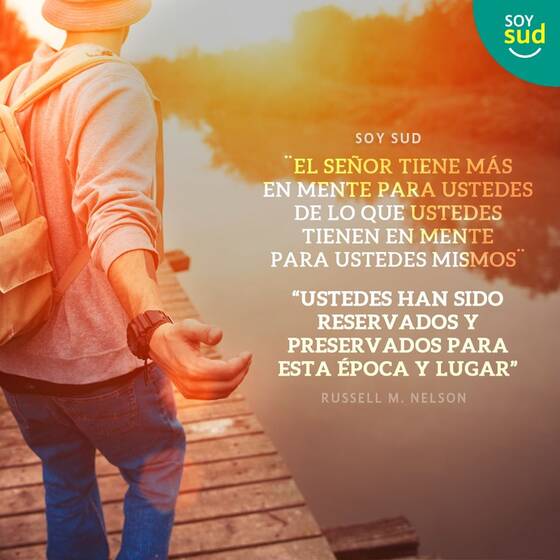 SOY
sud
SOY SUD
¨EL SEÑOR TIENE MÁS
EN MENTE PARA USTEDES
DE LO QUE USTEDES
TIENEN EN MENTE
PARA USTEDES MISMOS¨
“USTEDES HAN SIDO
RESERVADOS Y
PRESERVADOS PARA
ESTA ÉPOCA Y LUGAR”
RUSSELL M. NELSON